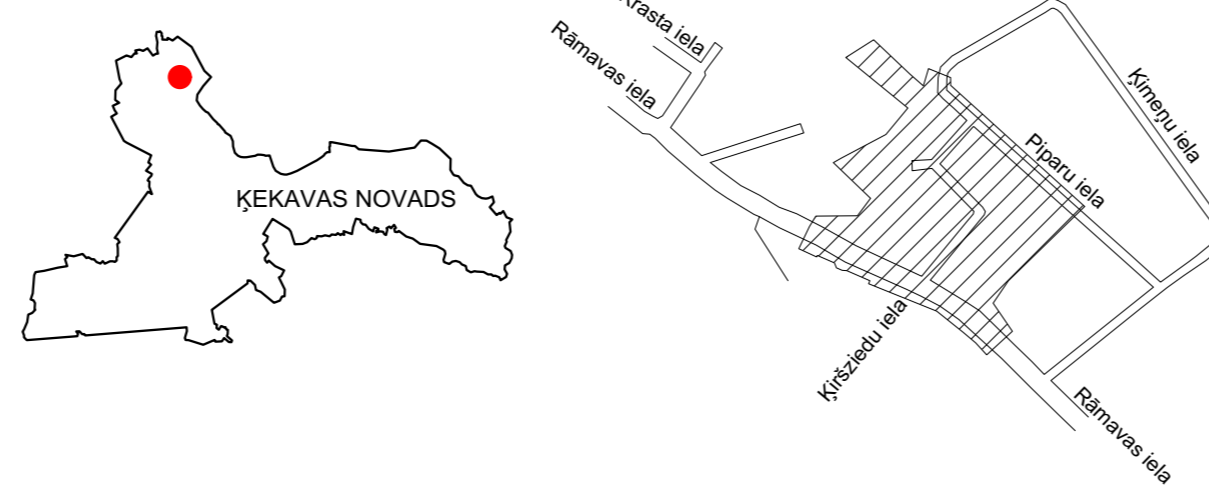 Krasta iela
Rāmavas iela
Ķimeņu iela
Piparu iela
ĶEKAVAS NOVADS
Ķiršziedu iela
Rāmavas iela